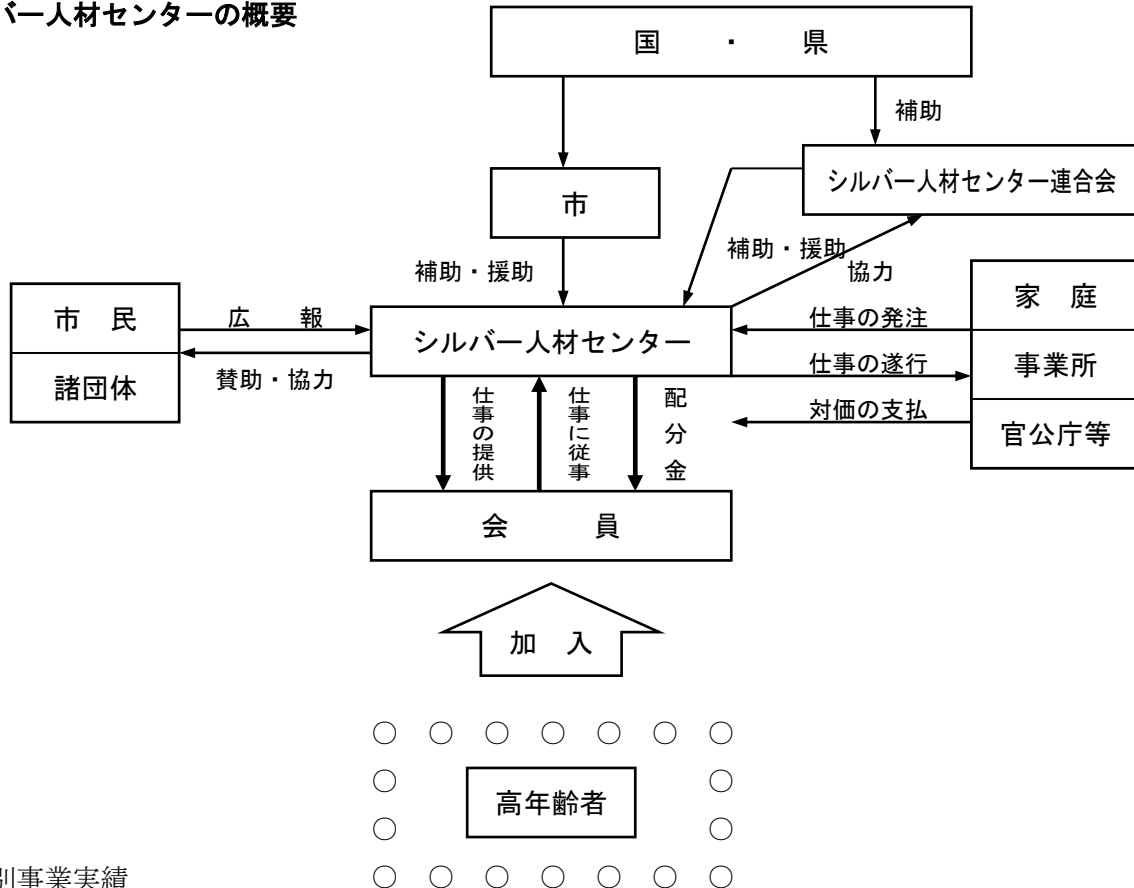 バー人材センターの概要
国 ・ 県
補助
シルバー人材センター連合会
市
補助・援助
補助・援助
協力
家 庭
事業所
官公庁等
市 民
諸団体
広 報
賛助・協力
シルバー人材センター
仕事の発注
仕事の遂行
対価の支払
仕事の提供
仕事に従事
配分金
会 員
加 入
高年齢者
別事業実績